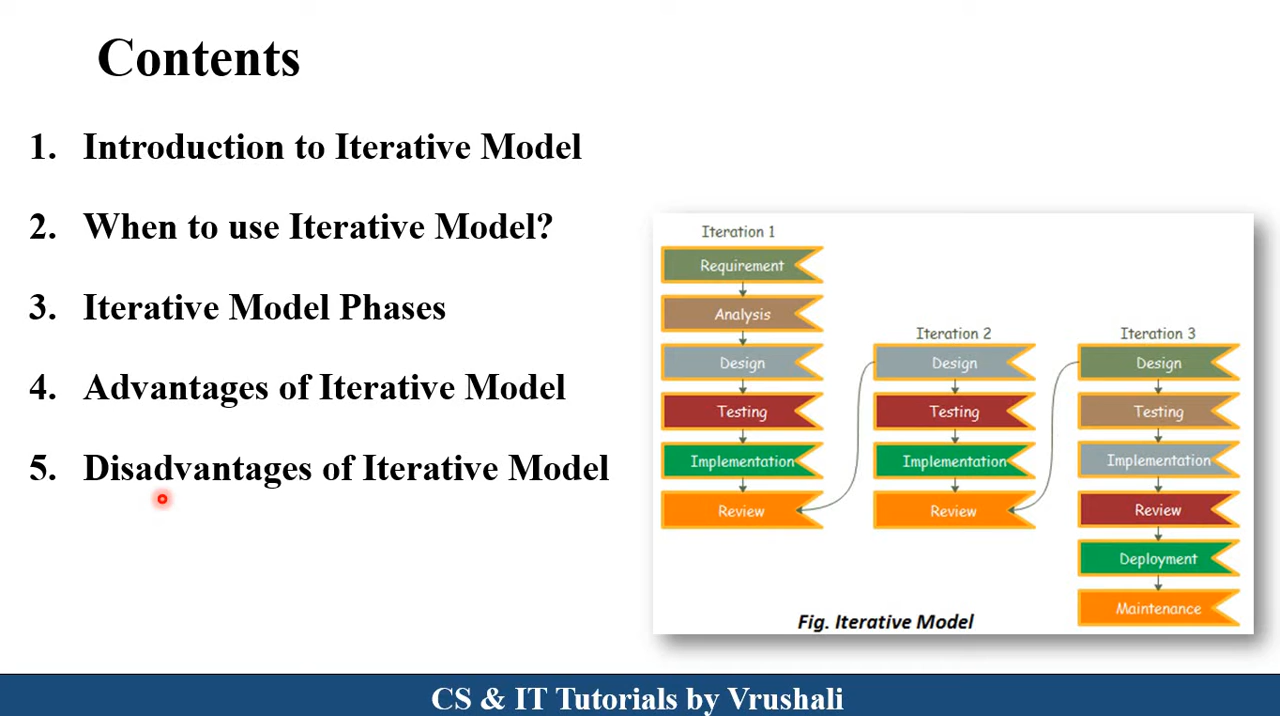 Contents
1. Introduction to Iterative Model
2. When to use Iterative Model?
3. Iterative Model Phases
4. Advantages of Iterative Model
5. Disadvantages of Iterative Model
Iteration 1
Requirement
Analysis
Design
Testing
Implementation
Review
Iteration 2
Design
Testing
Implementation
Review
Iteration 3
Design
Testing
Implementation
Review
Deployment
Maintenance
Fig. Iterative Model
CS & IT Tutorials by Vrushali